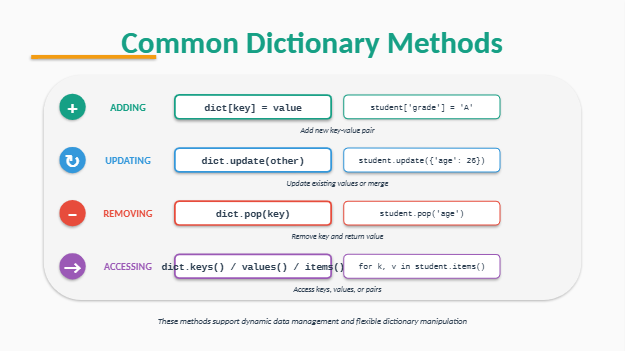 Common Dictionary Methods
+ ADDING dict[key] = value student['grade'] = 'A'
Add new key-value pair
↻ UPDATING dict.update(other) student.update({'age': 26})
Update existing values or merge
− REMOVING dict.pop(key) student.pop('age')
Remove key and return value
→ ACCESSING dict.keys() / values() / items() for k, v in student.items()
Access keys, values, or pairs
These methods support dynamic data management and flexible dictionary manipulation